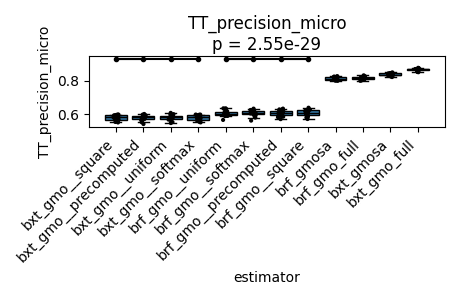 TT_precision_micro
p = 2.55e-29
TT_precision_micro
0.8
0.6
bxt_gmo__square
bxt_gmo__precomputed
bxt_gmo__uniform
bxt_gmo__softmax
brf_gmo__uniform
brf_gmo__softmax
brf_gmo__precomputed
brf_gmo__square
brf_gmosa
brf_gmo_full
bxt_gmosa
bxt_gmo_full
estimator